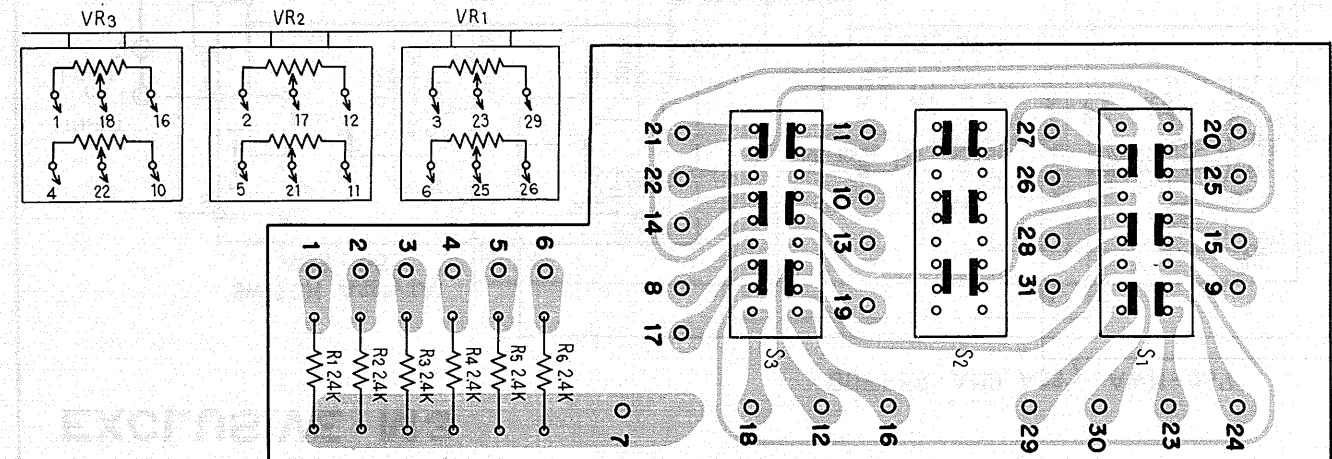 VR3 VR2 VR1
1 18 16 2 17 12 3 23 29
4 22 10 5 21 11 6 25 26
21 11 27 20
22 10 26 25
14 13 28 15
8 19 31 9
17
S3 S2 S1
1 2 3 4 5 6
R1 2.4K R2 2.4K R3 2.4K R4 2.4K R5 2.4K R6 2.4K
7 18 12 16 29 30 23 24